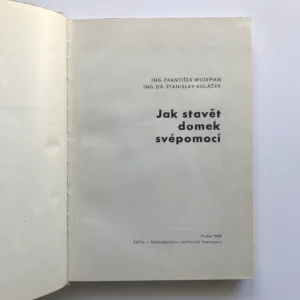 ING. FRANTIŠEK WIDEMAN
ING. DR. STANISLAV KOLÁČEK
Jak stavět
domek
svépomocí
Praha 1968
SNTL — Nakladatelství technické literatury